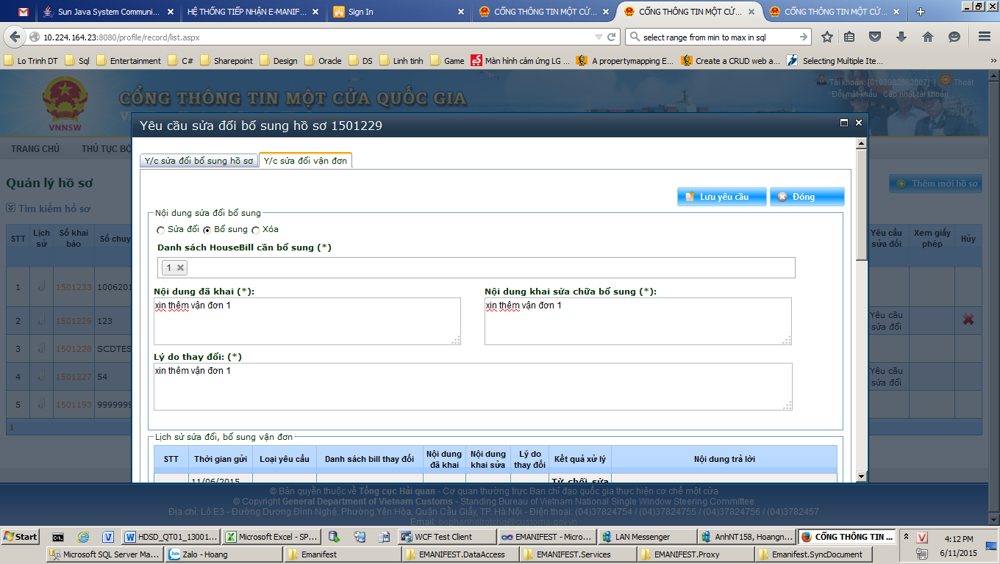 Sun Java System Communi... × HỆ THỐNG TIẾP NHẬN E-MANIF... × Sign In × CỔNG THÔNG TIN MỘT CỬ... × CỔNG THÔNG TIN MỘT CỬ... × CỔNG THÔNG TIN MỘT CỬ... ×
10.224.164.23:8080/profile/record/list.aspx
select range from min to max in sql
Lo Trinh DT Sql Entertainment C# Sharepoint Design Oracle DS Linh tinh Game Màn hình cảm ứng LG ... A propertymapping E... Create a CRUD web a... Selecting Multiple Ite...
Tài khoản: [0103982662007] | Thoát
Đổi mật khẩu Cập nhật tài khoản
CỔNG THÔNG TIN MỘT CỬA QUỐC GIA
VNNSW
TRANG CHỦ THỦ TỤC BỘ
Quản lý hồ sơ
Thêm mới hồ sơ
Tìm kiếm hồ sơ
STT Lịch sử Số khai báo Số chuy
Yêu cầu sửa đổi Xem giấy phép Hủy
1 1501233 1006201
2 1501229 123 Yêu cầu sửa đổi
3 1501228 SCDTES
4 1501227 54 Yêu cầu sửa đổi
5 1501193 9999999
1
Yêu cầu sửa đổi bổ sung hồ sơ 1501229
Y/c sửa đổi bổ sung hồ sơ Y/c sửa đổi vận đơn
Lưu yêu cầu Đóng
Nội dung sửa đổi bổ sung
Sửa đổi Bổ sung Xóa
Danh sách HouseBill cần bổ sung (*)
1
Nội dung đã khai (*): Nội dung khai sửa chữa bổ sung (*):
xin thêm vận đơn 1 xin thêm vận đơn 1
Lý do thay đổi: (*)
xin thêm vận đơn 1
Lịch sử sửa đổi, bổ sung vận đơn
STT Thời gian gửi Loại yêu cầu Danh sách bill thay đổi Nội dung đã khai Nội dung khai sửa Lý do thay đổi Kết quả xử lý Nội dung trả lời
11/06/2015 Từ chối sửa
© Bản quyền thuộc về Tổng cục Hải quan - Cơ quan thường trực Ban chỉ đạo quốc gia thực hiện cơ chế một cửa
© Copyright General Department of Vietnam Customs - Standing Bureau of Vietnam National Single Window Steering Committee
Địa chỉ: Lô E3 - Đường Dương Đình Nghệ, Phường Yên Hòa, Quận Cầu Giấy, TP. Hà Nội - Điện thoại: (04)37824754 / (04)37824755 / (04)37824756 / (04)3782457
Email: bophanhotrotchq@customs.gov.vn
Start HDSD_QT01_13001... Microsoft Excel - SP... WCF Test Client EMANIFEST - Micro... LAN Messenger AnhNT158, Hoangn... CỔNG THÔNG TIN ... 4:12 PM
Microsoft SQL Server Ma... Zalo - Hoang Emanifest EMANIFEST.DataAccess EMANIFEST.Services EMANIFEST.Proxy Emanifest.SyncDocument 6/11/2015